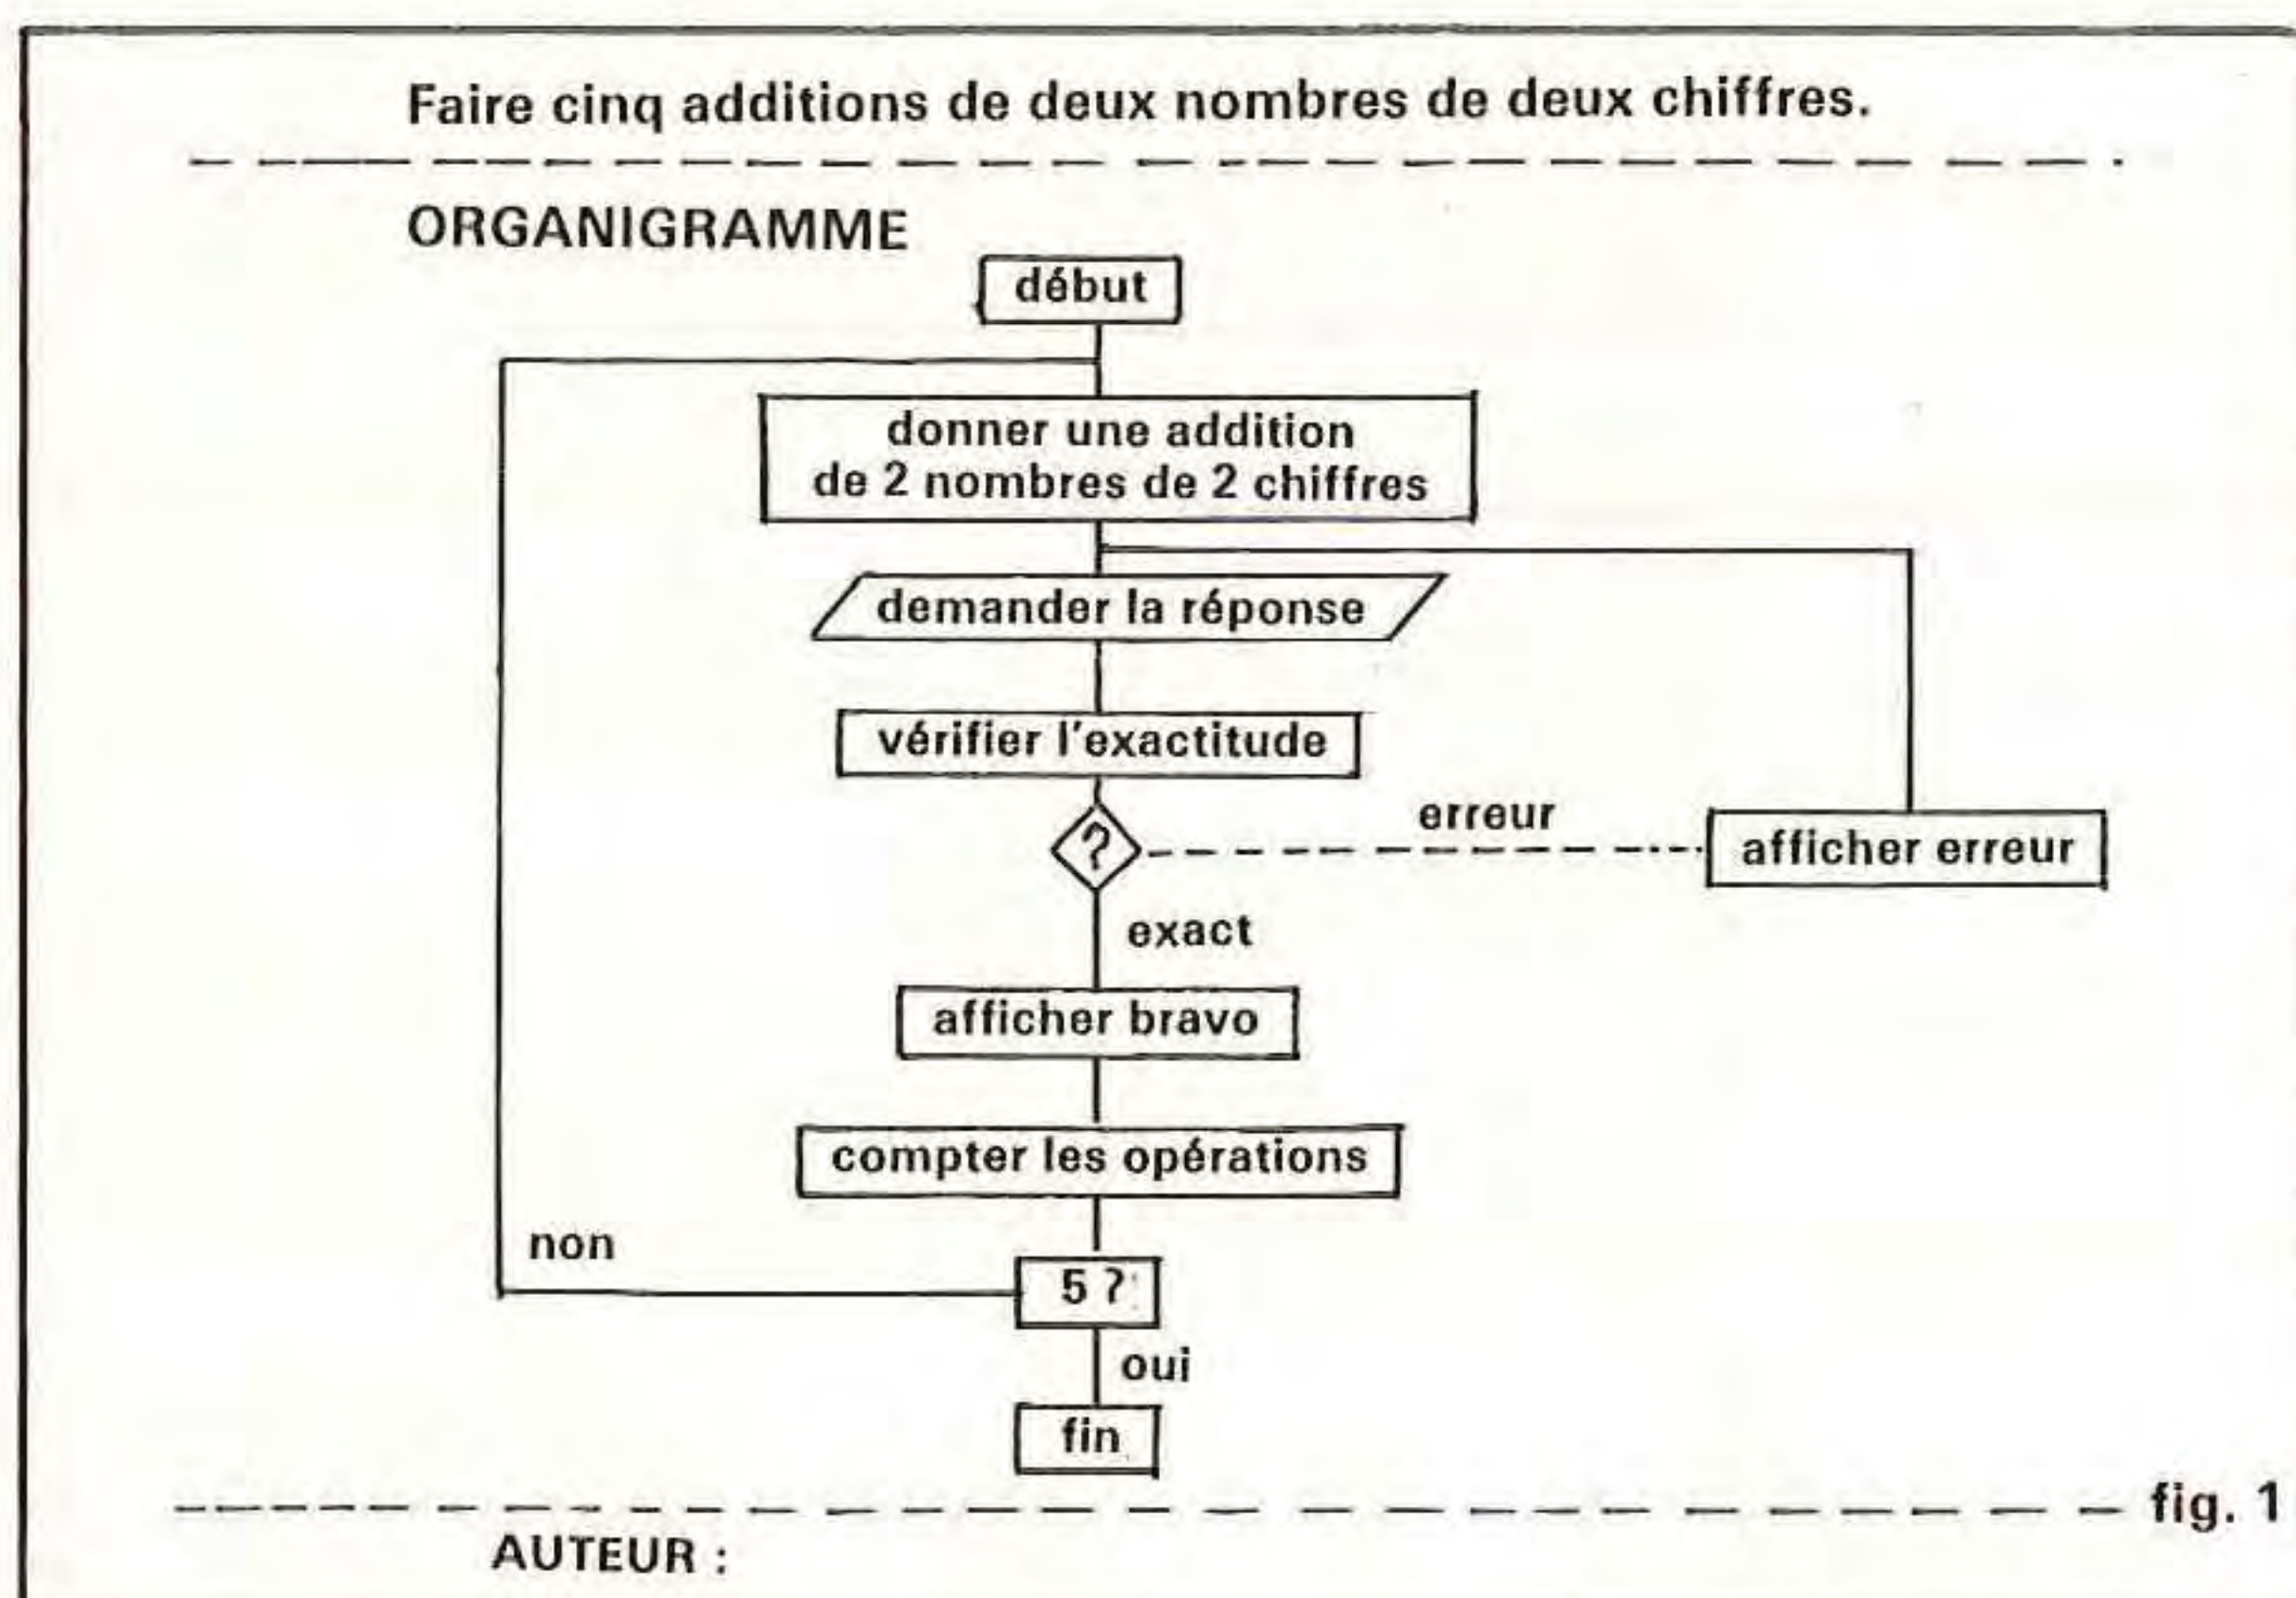 Faire cinq additions de deux nombres de deux chiffres.
ORGANIGRAMME
début
donner une addition
de 2 nombres de 2 chiffres
demander la réponse
vérifier l'exactitude
?
erreur
afficher erreur
exact
afficher bravo
compter les opérations
non
5 ?
oui
fin
fig. 1
AUTEUR :